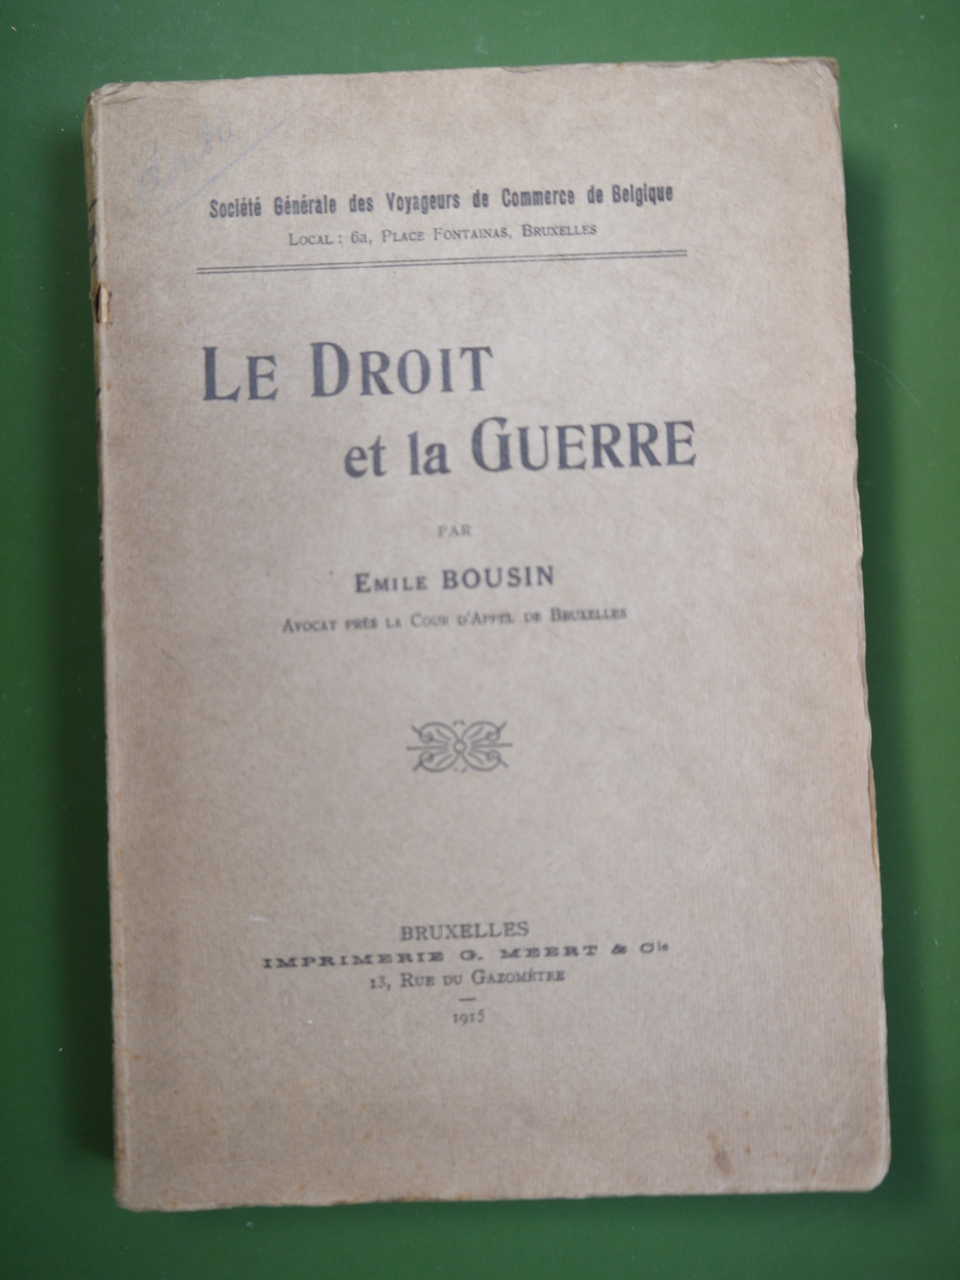 Société Générale des Voyageurs de Commerce de Belgique
Local : 6a, Place Fontainas, Bruxelles
Le Droit
et la Guerre
PAR
Emile BOUSIN
Avocat près la Cour d'Appel de Bruxelles
BRUXELLES
IMPRIMERIE G. MEERT & Cie
13, Rue du Gazomètre
1915